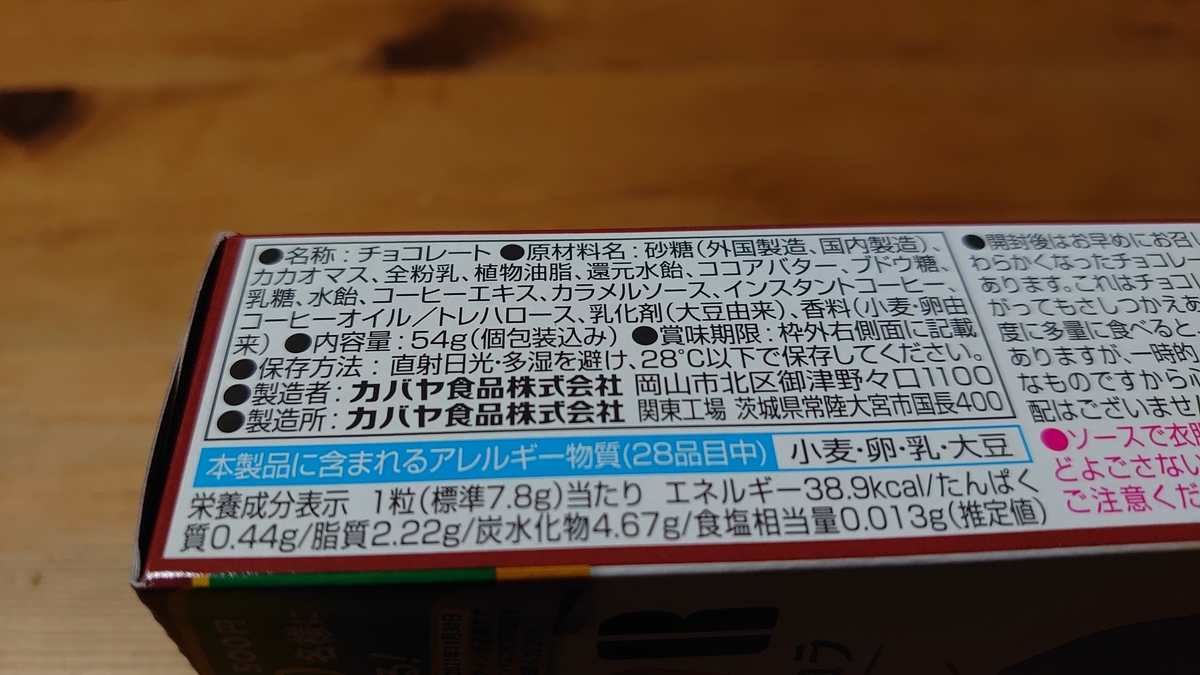 ●名称：チョコレート ●原材料名：砂糖（外国製造、国内製造）、
カカオマス、全粉乳、植物油脂、還元水飴、ココアバター、ブドウ糖、
乳糖、水飴、コーヒーエキス、カラメルソース、インスタントコーヒー、
コーヒーオイル／トレハロース、乳化剤（大豆由来）、香料（小麦・卵由
来） ●内容量：54g（個包装込み） ●賞味期限：枠外右側面に記載
●保存方法：直射日光・多湿を避け、28℃以下で保存してください。
●製造者：カバヤ食品株式会社 岡山市北区御津野々口1100
●製造所：カバヤ食品株式会社 関東工場 茨城県常陸大宮市国長400
本製品に含まれるアレルギー物質（28品目中） 小麦・卵・乳・大豆
栄養成分表示 1粒（標準7.8g）当たり エネルギー38.9kcal/たんぱく
質0.44g/脂質2.22g/炭水化物4.67g/食塩相当量0.013g（推定値）
●開封後はお早めにお召
わらかくなったチョコレー
あります。これはチョコレ
がってもさしつかえあ
度に多量に食べると、
ありますが、一時的
なものですから
配はございませ
●ソースで衣服
どよごさない
ご注意くだ
500円
名様に